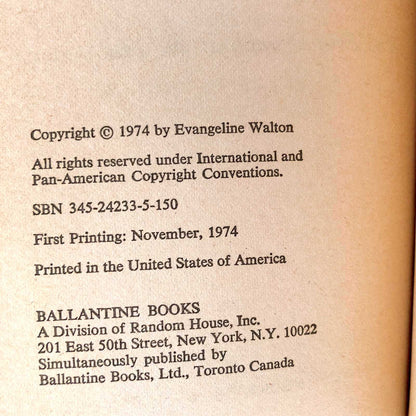 Copyright © 1974 by Evangeline Walton
All rights reserved under International and
Pan-American Copyright Conventions.
SBN 345-24233-5-150
First Printing: November, 1974
Printed in the United States of America
BALLANTINE BOOKS
A Division of Random House, Inc.
201 East 50th Street, New York, N.Y. 10022
Simultaneously published by
Ballantine Books, Ltd., Toronto Canada